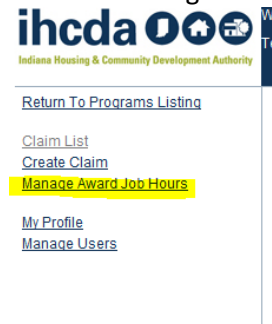 ihcda
Indiana Housing & Community Development Authority
Return To Programs Listing
Claim List
Create Claim
Manage Award Job Hours
My Profile
Manage Users